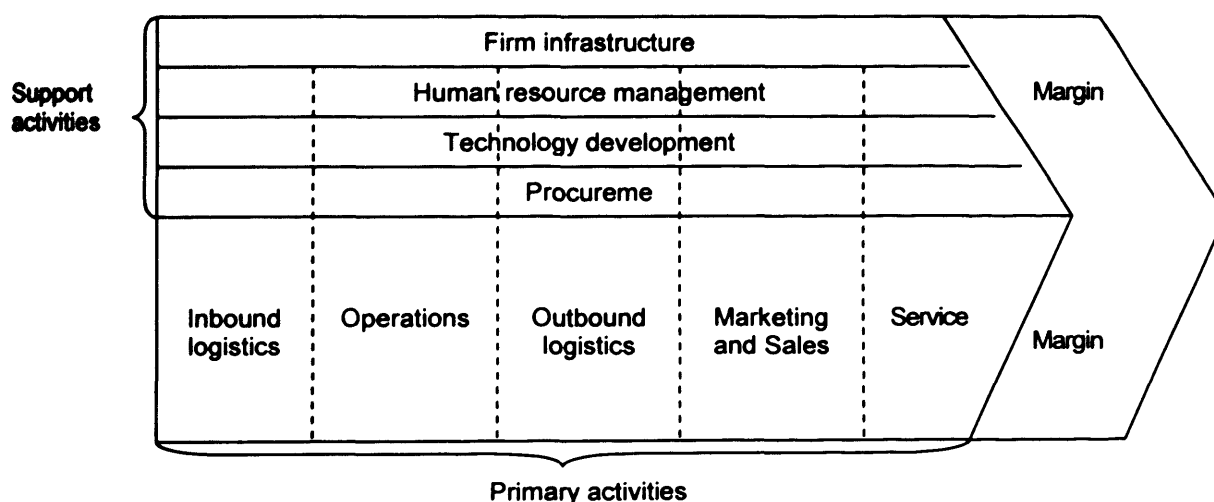 Firm infrastructure
Support
activities
Human resource management
Margin
Technology development
Procureme
Inbound
logistics
Operations
Outbound
logistics
Marketing
and Sales
Service
Margin
Primary activities